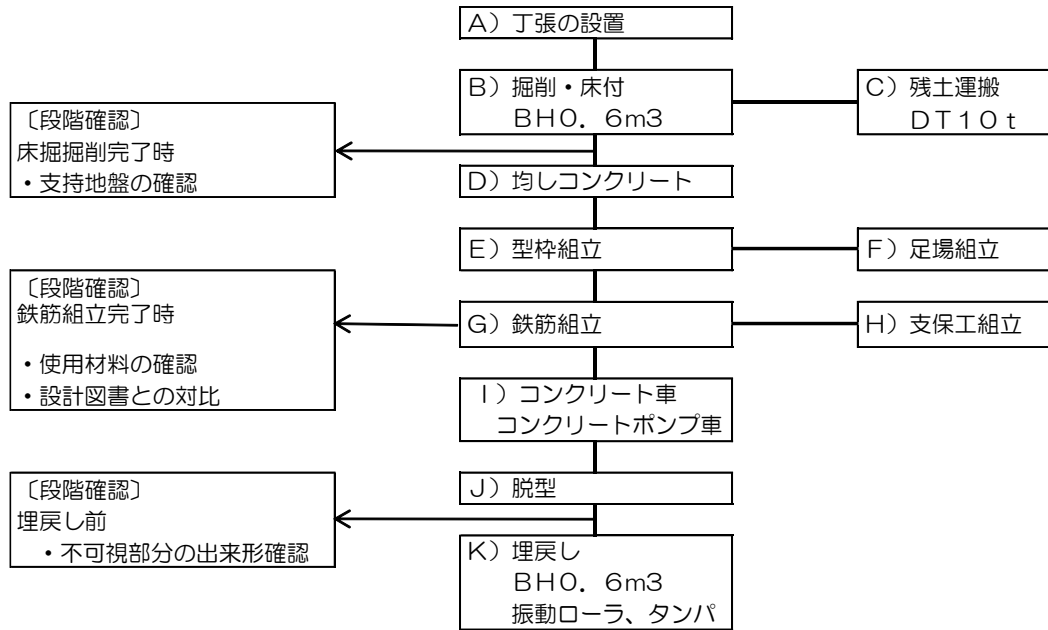 A）丁張の設置
B）掘削・床付
BH0．6m3
C）残土運搬
DT10t
〔段階確認〕
床掘掘削完了時
・支持地盤の確認
D）均しコンクリート
E）型枠組立
F）足場組立
〔段階確認〕
鉄筋組立完了時
・使用材料の確認
・設計図書との対比
G）鉄筋組立
H）支保工組立
I）コンクリート車
コンクリートポンプ車
J）脱型
〔段階確認〕
埋戻し前
・不可視部分の出来形確認
K）埋戻し
BH0．6m3
振動ローラ、タンパ